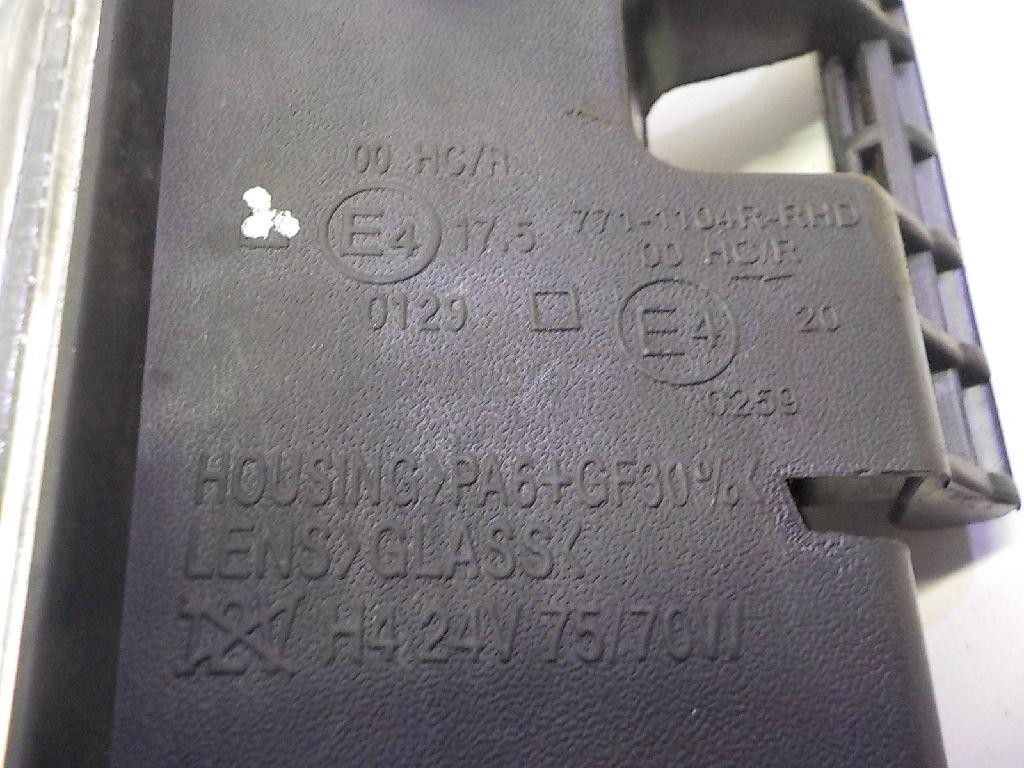 00 HC/R
E4 17.5 771-1104R-RHD
00 HC/R
0129 E4 20
0259
HOUSING>PA6+GF30%<
LENS>GLASS<
12V H4 24V 75/70W